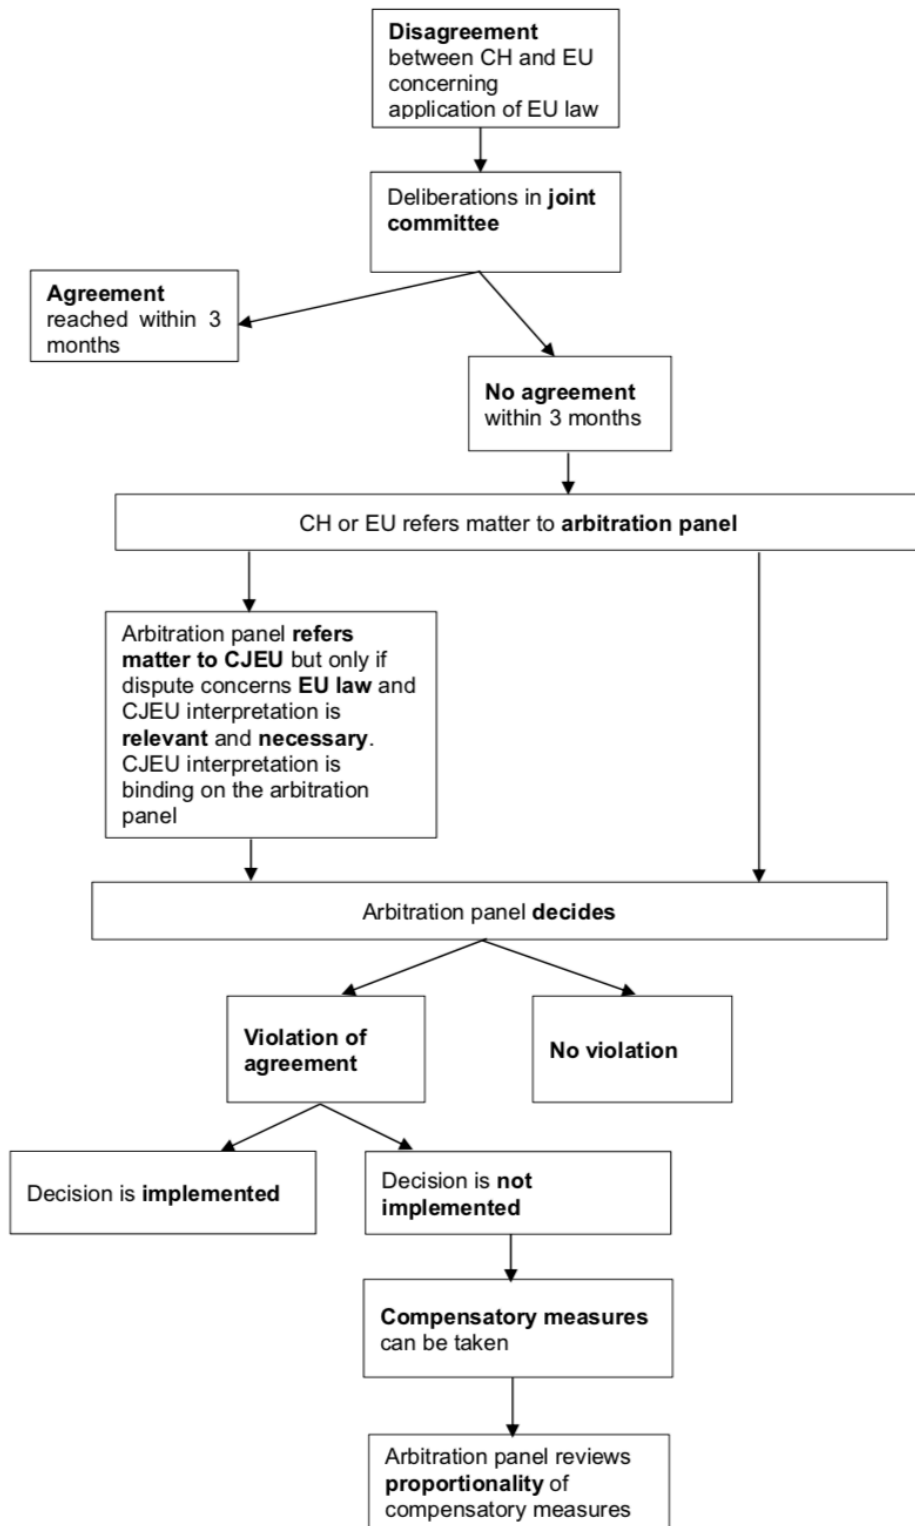 Disagreement
between CH and EU
concerning
application of EU law
Deliberations in joint
committee
Agreement
reached within 3
months
No agreement
within 3 months
CH or EU refers matter to arbitration panel
Arbitration panel refers
matter to CJEU but only if
dispute concerns EU law and
CJEU interpretation is
relevant and necessary.
CJEU interpretation is
binding on the arbitration
panel
Arbitration panel decides
Violation of
agreement
No violation
Decision is implemented
Decision is not
implemented
Compensatory measures
can be taken
Arbitration panel reviews
proportionality of
compensatory measures